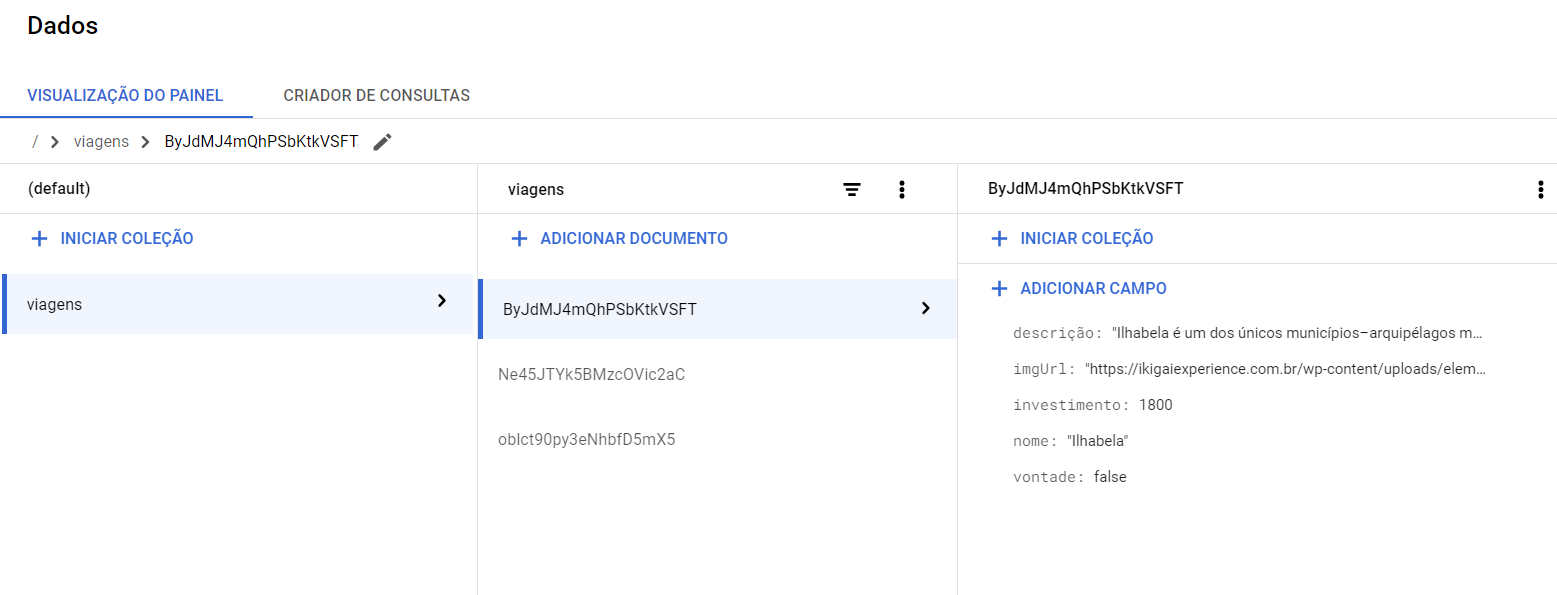 Dados
VISUALIZAÇÃO DO PAINEL CRIADOR DE CONSULTAS
/ > viagens > ByJdMJ4mQhPSbKtkVSFT
(default)
+ INICIAR COLEÇÃO
viagens
viagens
+ ADICIONAR DOCUMENTO
ByJdMJ4mQhPSbKtkVSFT
Ne45JTYk5BMzcOVic2aC
oblct90py3eNhbfD5mX5
ByJdMJ4mQhPSbKtkVSFT
+ INICIAR COLEÇÃO
+ ADICIONAR CAMPO
descrição: "Ilhabela é um dos únicos municípios–arquipélagos m...
imgUrl: "https://ikigaiexperience.com.br/wp-content/uploads/elem...
investimento: 1800
nome: "Ilhabela"
vontade: false